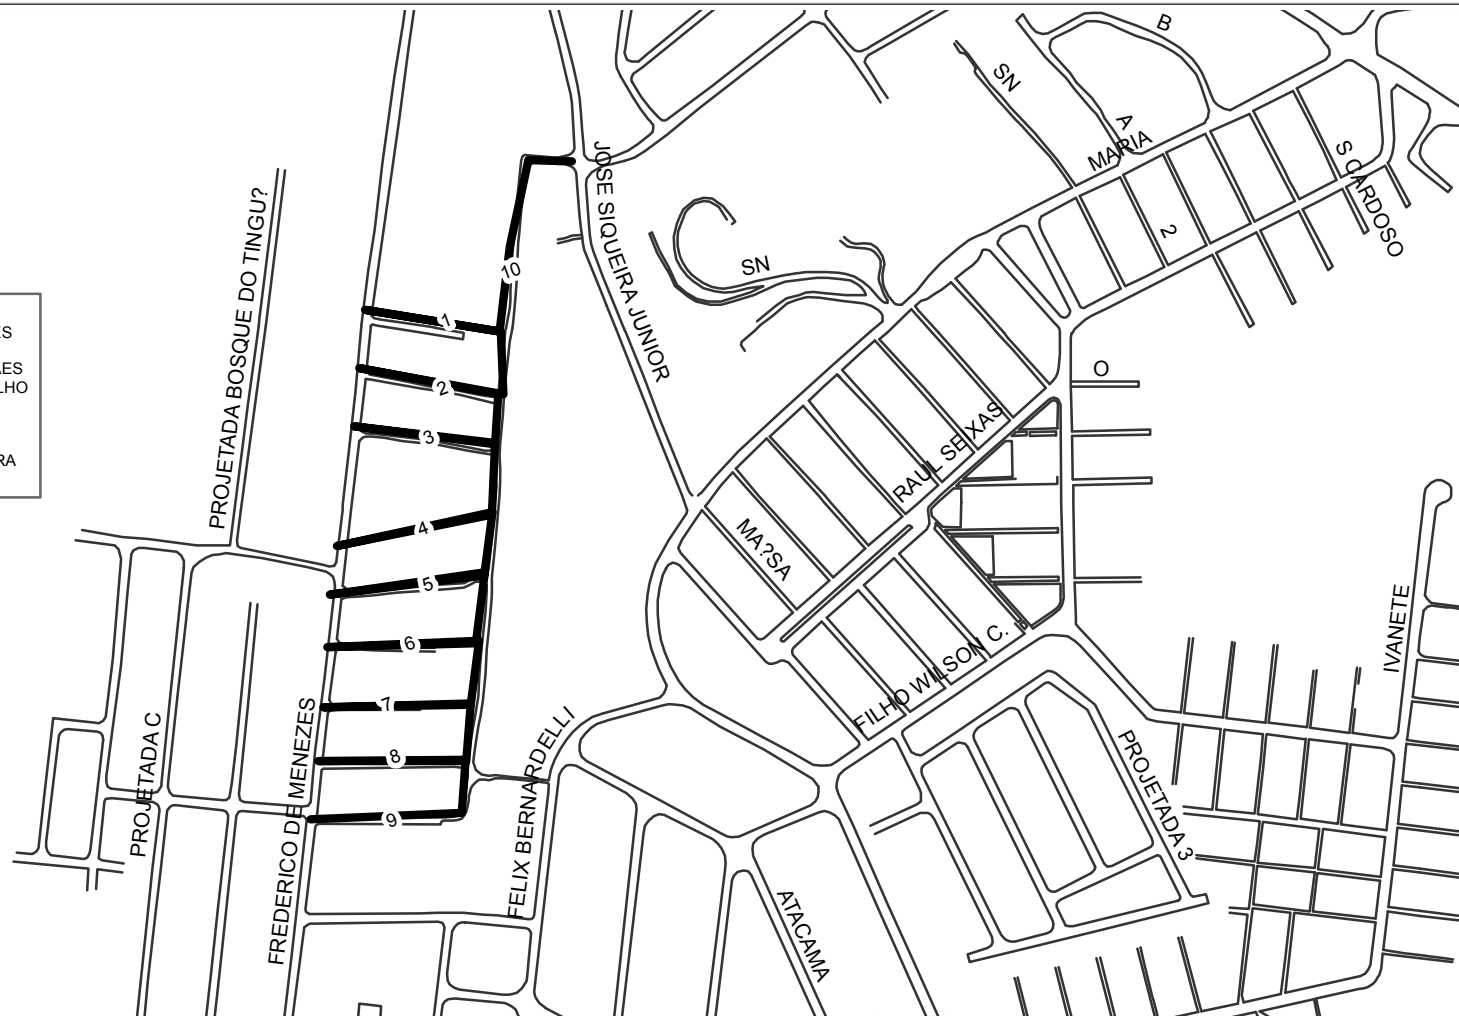 B
SN
A
MARIA
S CARDOSO
JOSE SIQUEIRA JUNIOR
PROJETADA BOSQUE DO TINGU?
2
SN
10
1
O
2
3
RAUL SEIXAS
4
MA?SA
5
IVANETE
6
FILHO WILSON C.
7
FREDERICO DE MENEZES
PROJETADA C
FELIX BERNARDELLI
8
PROJETADA 3
9
ATACAMA